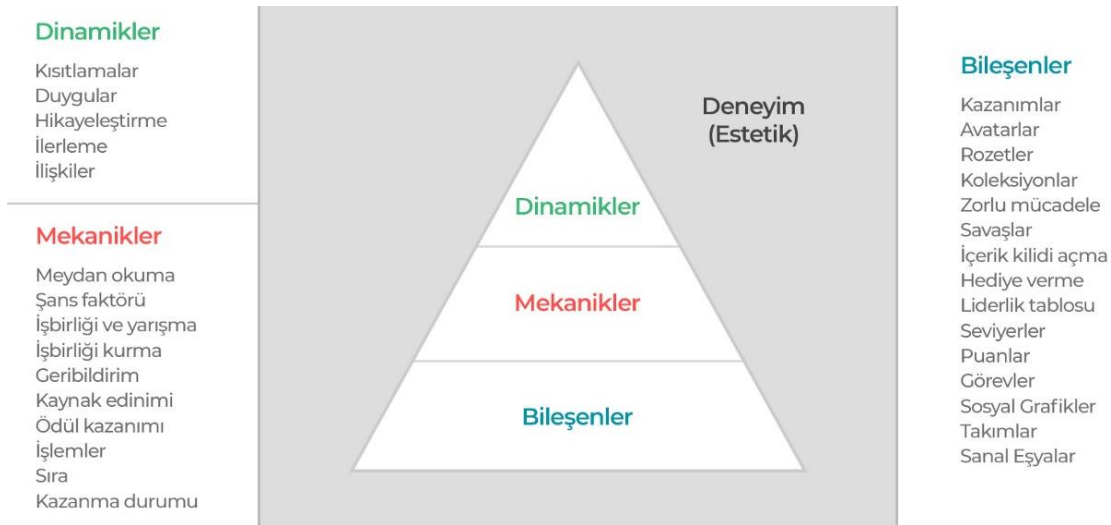 Dinamikler
Kısıtlamalar
Duygular
Hikayeleştirme
İlerleme
İlişkiler
Mekanikler
Meydan okuma
Şans faktörü
İşbirliği ve yarışma
İşbirliği kurma
Geribildirim
Kaynak edinimi
Ödül kazanımı
İşlemler
Sıra
Kazanma durumu
Deneyim
(Estetik)
Dinamikler
Mekanikler
Bileşenler
Bileşenler
Kazanımlar
Avatarlar
Rozetler
Koleksiyonlar
Zorlu mücadele
Savaşlar
İçerik kilidi açma
Hediye verme
Liderlik tablosu
Seviyerler
Puanlar
Görevler
Sosyal Grafikler
Takımlar
Sanal Eşyalar